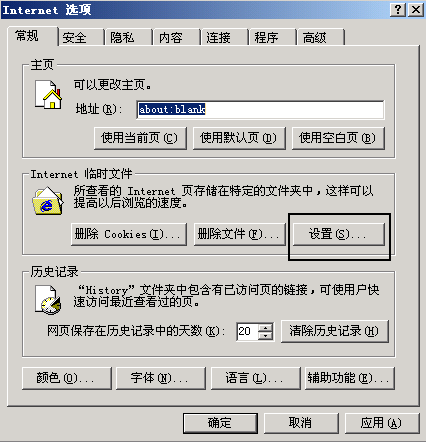 Internet 选项
常规 安全 隐私 内容 连接 程序 高级
主页
可以更改主页。
地址(R): about:blank
使用当前页(C) 使用默认页(D) 使用空白页(B)
Internet 临时文件
所查看的 Internet 页存储在特定的文件夹中，这样可以
提高以后浏览的速度。
删除 Cookies(I)... 删除文件(F)... 设置(S)...
历史记录
“History”文件夹中包含有已访问页的链接，可使用户快
速访问最近查看过的页。
网页保存在历史记录中的天数(K): 20 清除历史记录(H)
颜色(O)... 字体(N)... 语言(L)... 辅助功能(E)...
确定 取消 应用(A)